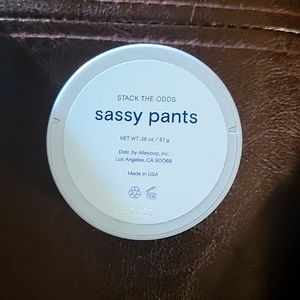 STACK THE ODDS
sassy pants
NET WT .28 oz / 8.1 g
Distr. by Alleyoop, Inc.
Los Angeles, CA 90069
Made in USA